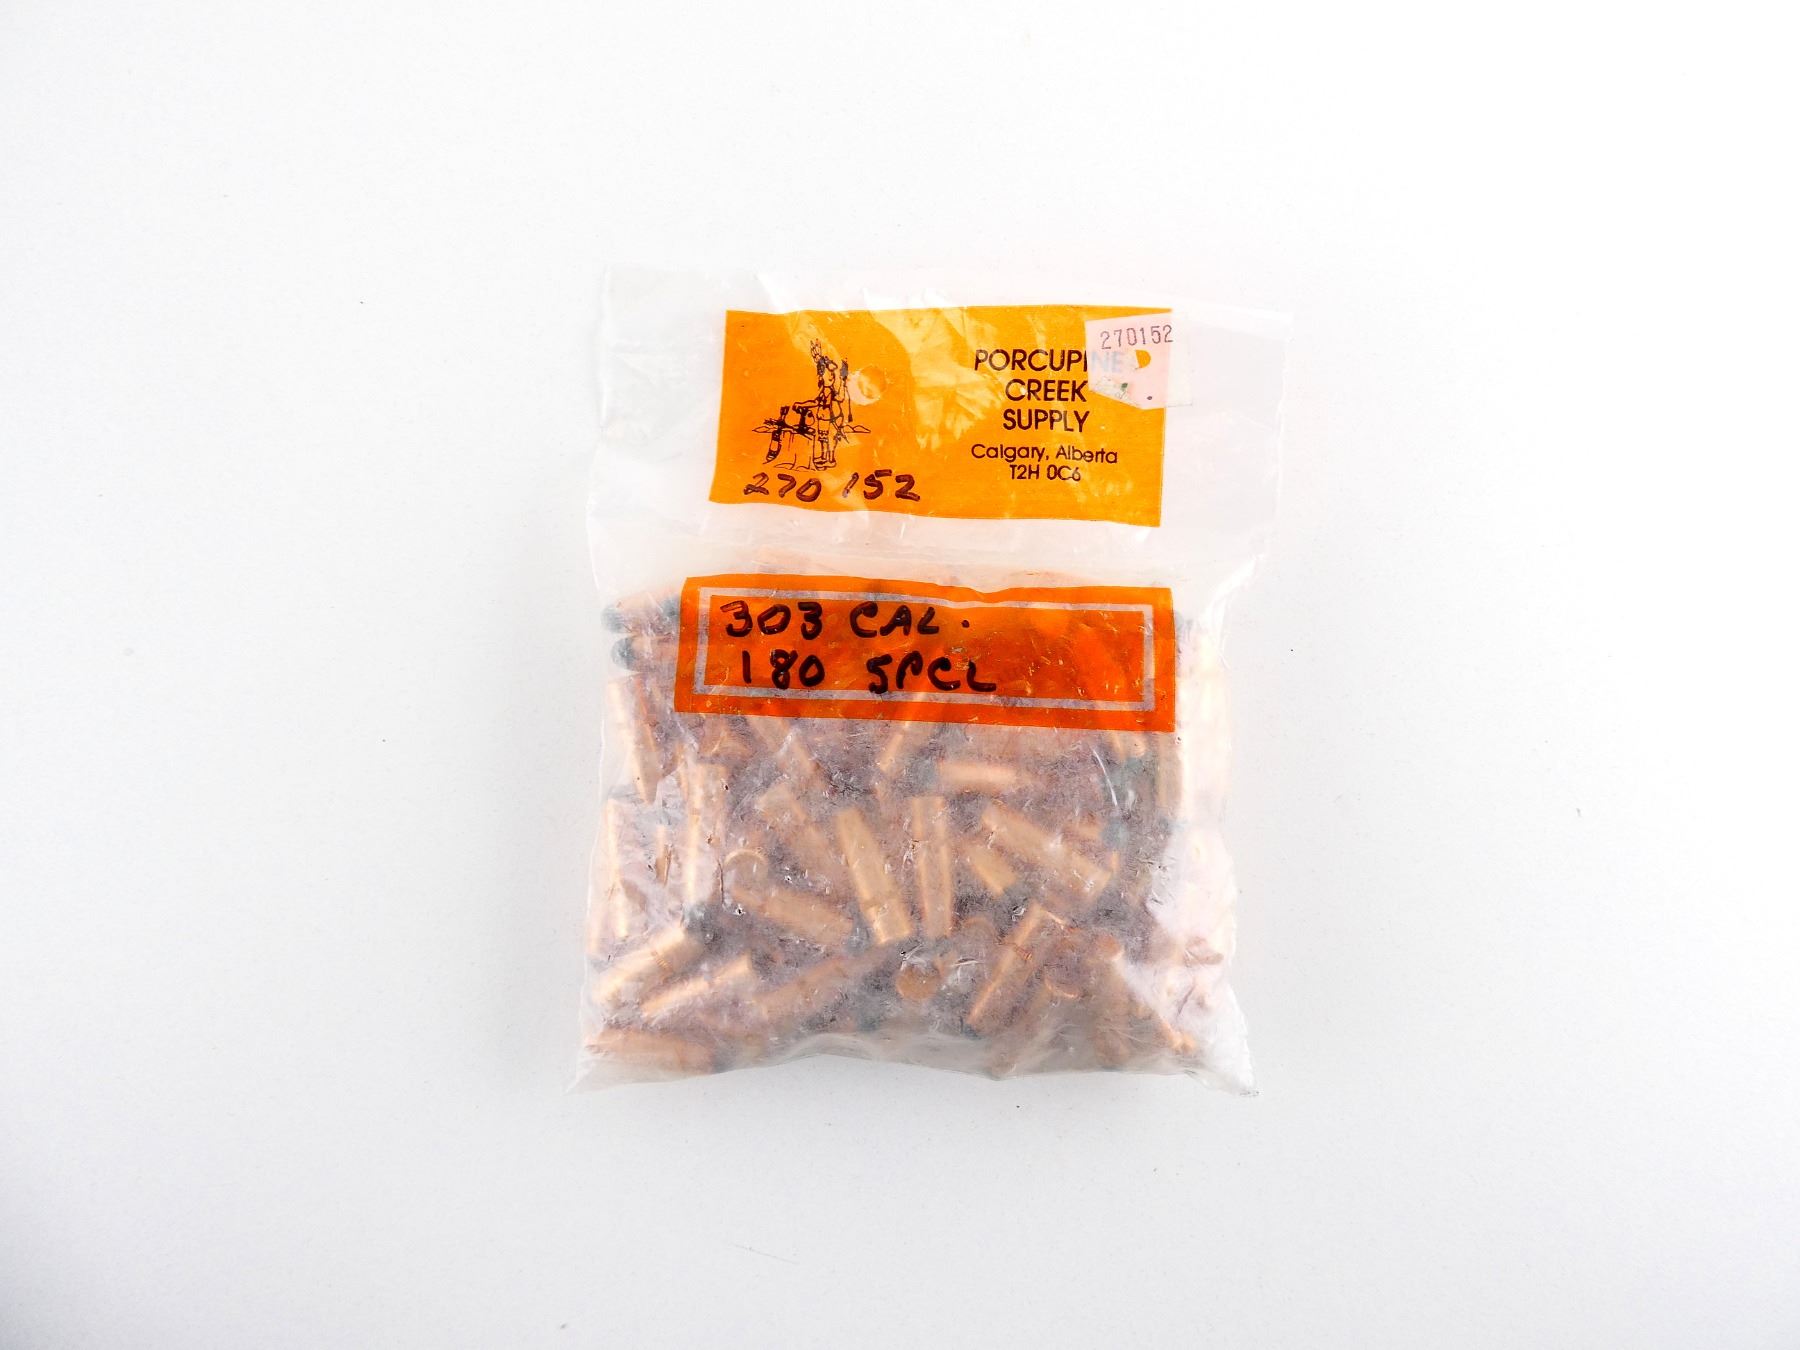 270152
PORCUPINE
CREEK
SUPPLY
Calgary, Alberta
T2H 0C6
270 152
303 CAL.
180 SPCL